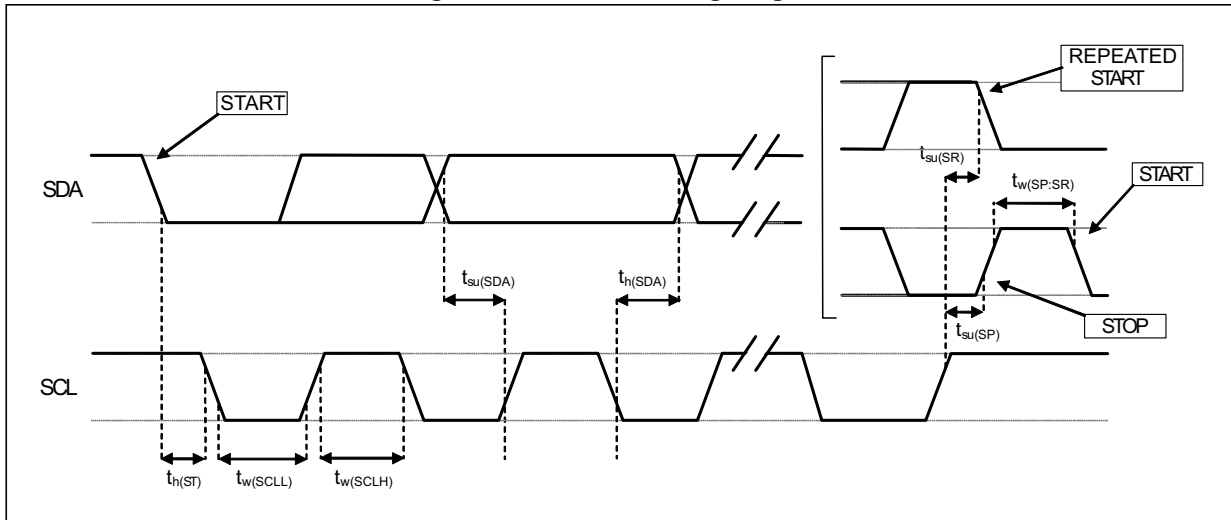 REPEATED
START
START
t_su(SR)
START
SDA
t_w(SP:SR)
t_su(SDA)
t_h(SDA)
t_su(SP)
STOP
SCL
t_h(ST)
t_w(SCLL)
t_w(SCLH)